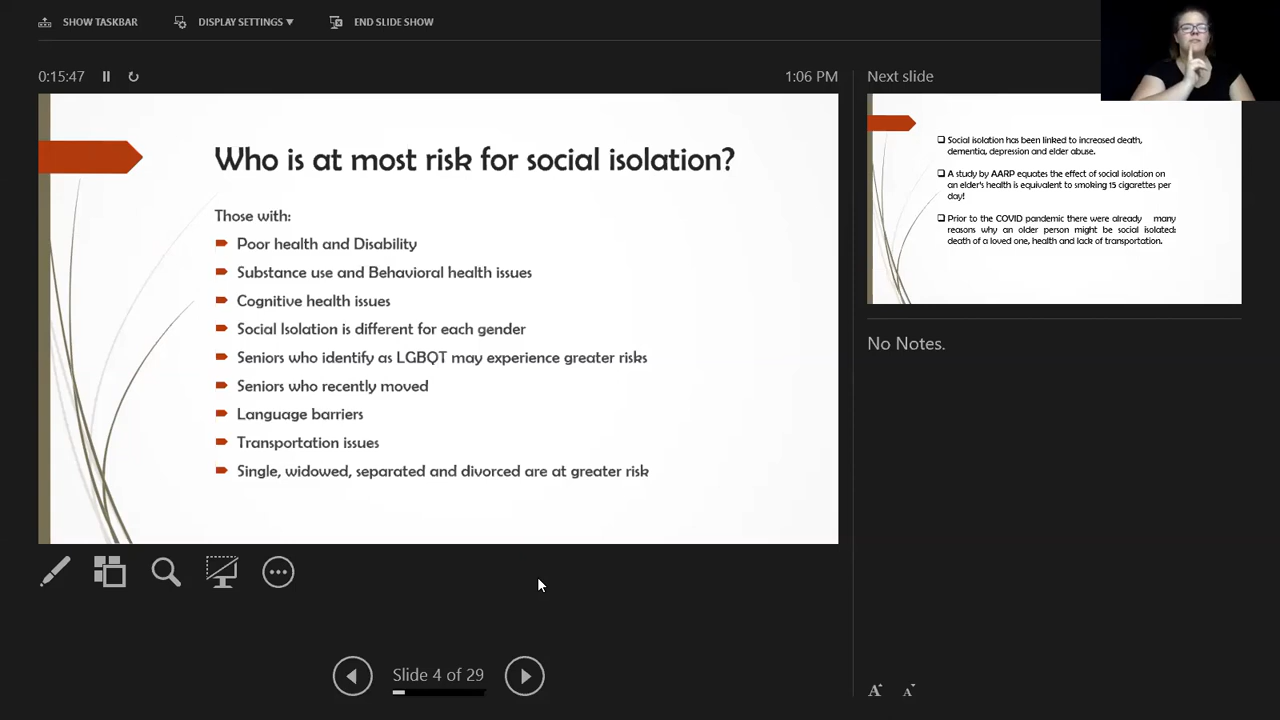 SHOW TASKBAR
DISPLAY SETTINGS ▼
END SLIDE SHOW
0:15:47
1:06 PM
Who is at most risk for social isolation?
Those with:
Poor health and Disability
Substance use and Behavioral health issues
Cognitive health issues
Social Isolation is different for each gender
Seniors who identify as LGBQT may experience greater risks
Seniors who recently moved
Language barriers
Transportation issues
Single, widowed, separated and divorced are at greater risk
Slide 4 of 29
Next slide
Social isolation has been linked to increased death,
dementia, depression and elder abuse.
A study by AARP equates the effect of social isolation on
an elder's health is equivalent to smoking 15 cigarettes per
day!
Prior to the COVID pandemic there were already many
reasons why an older person might be social isolated:
death of a loved one, health and lack of transportation.
No Notes.
A A